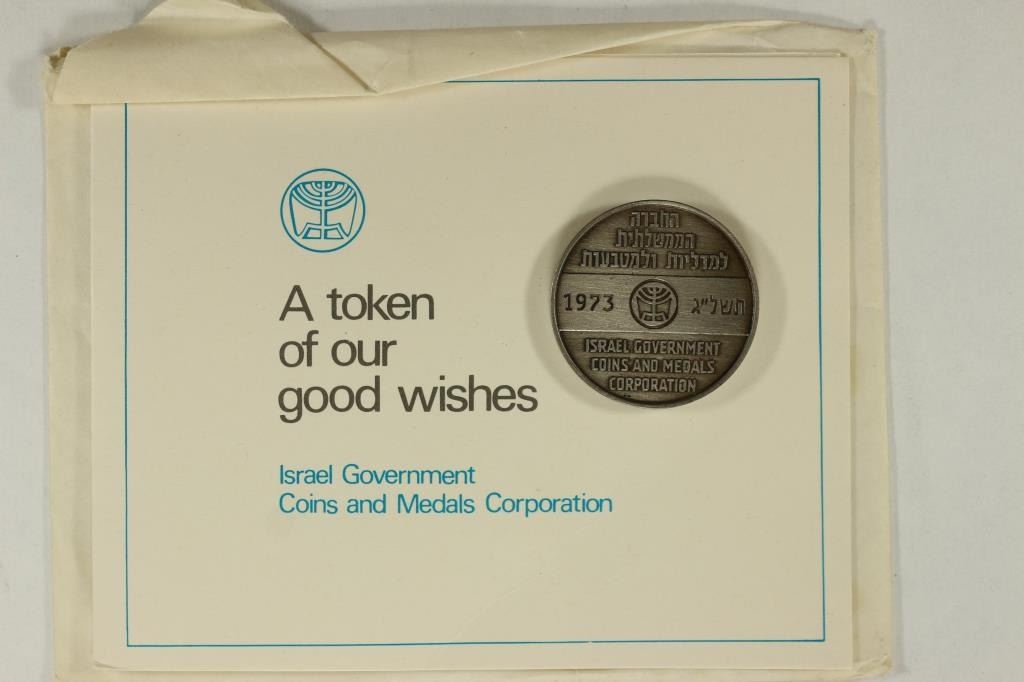 A token
of our
good wishes
Israel Government
Coins and Medals Corporation
החברה
הממשלתית
למדליות ולמטבעות
1973 תשל"ג
ISRAEL GOVERNMENT
COINS AND MEDALS
CORPORATION